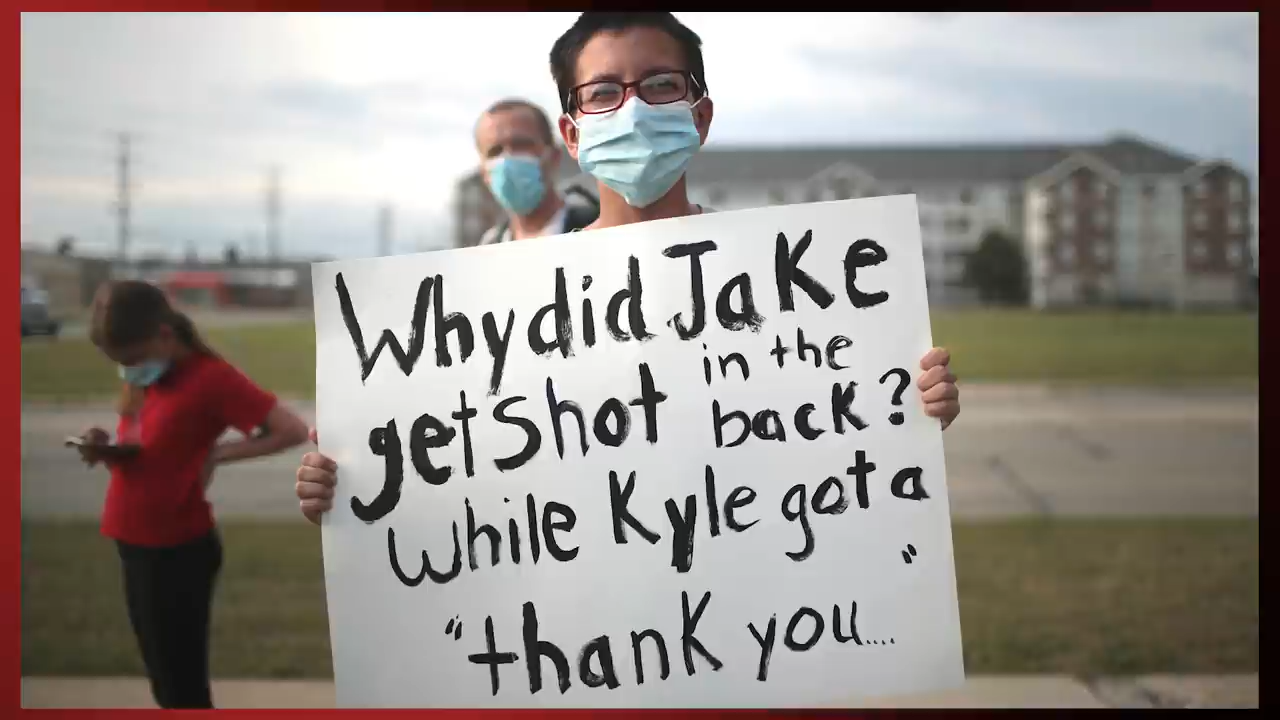 Why did Jake
get shot in the
back?
While Kyle got a
"thank you...."